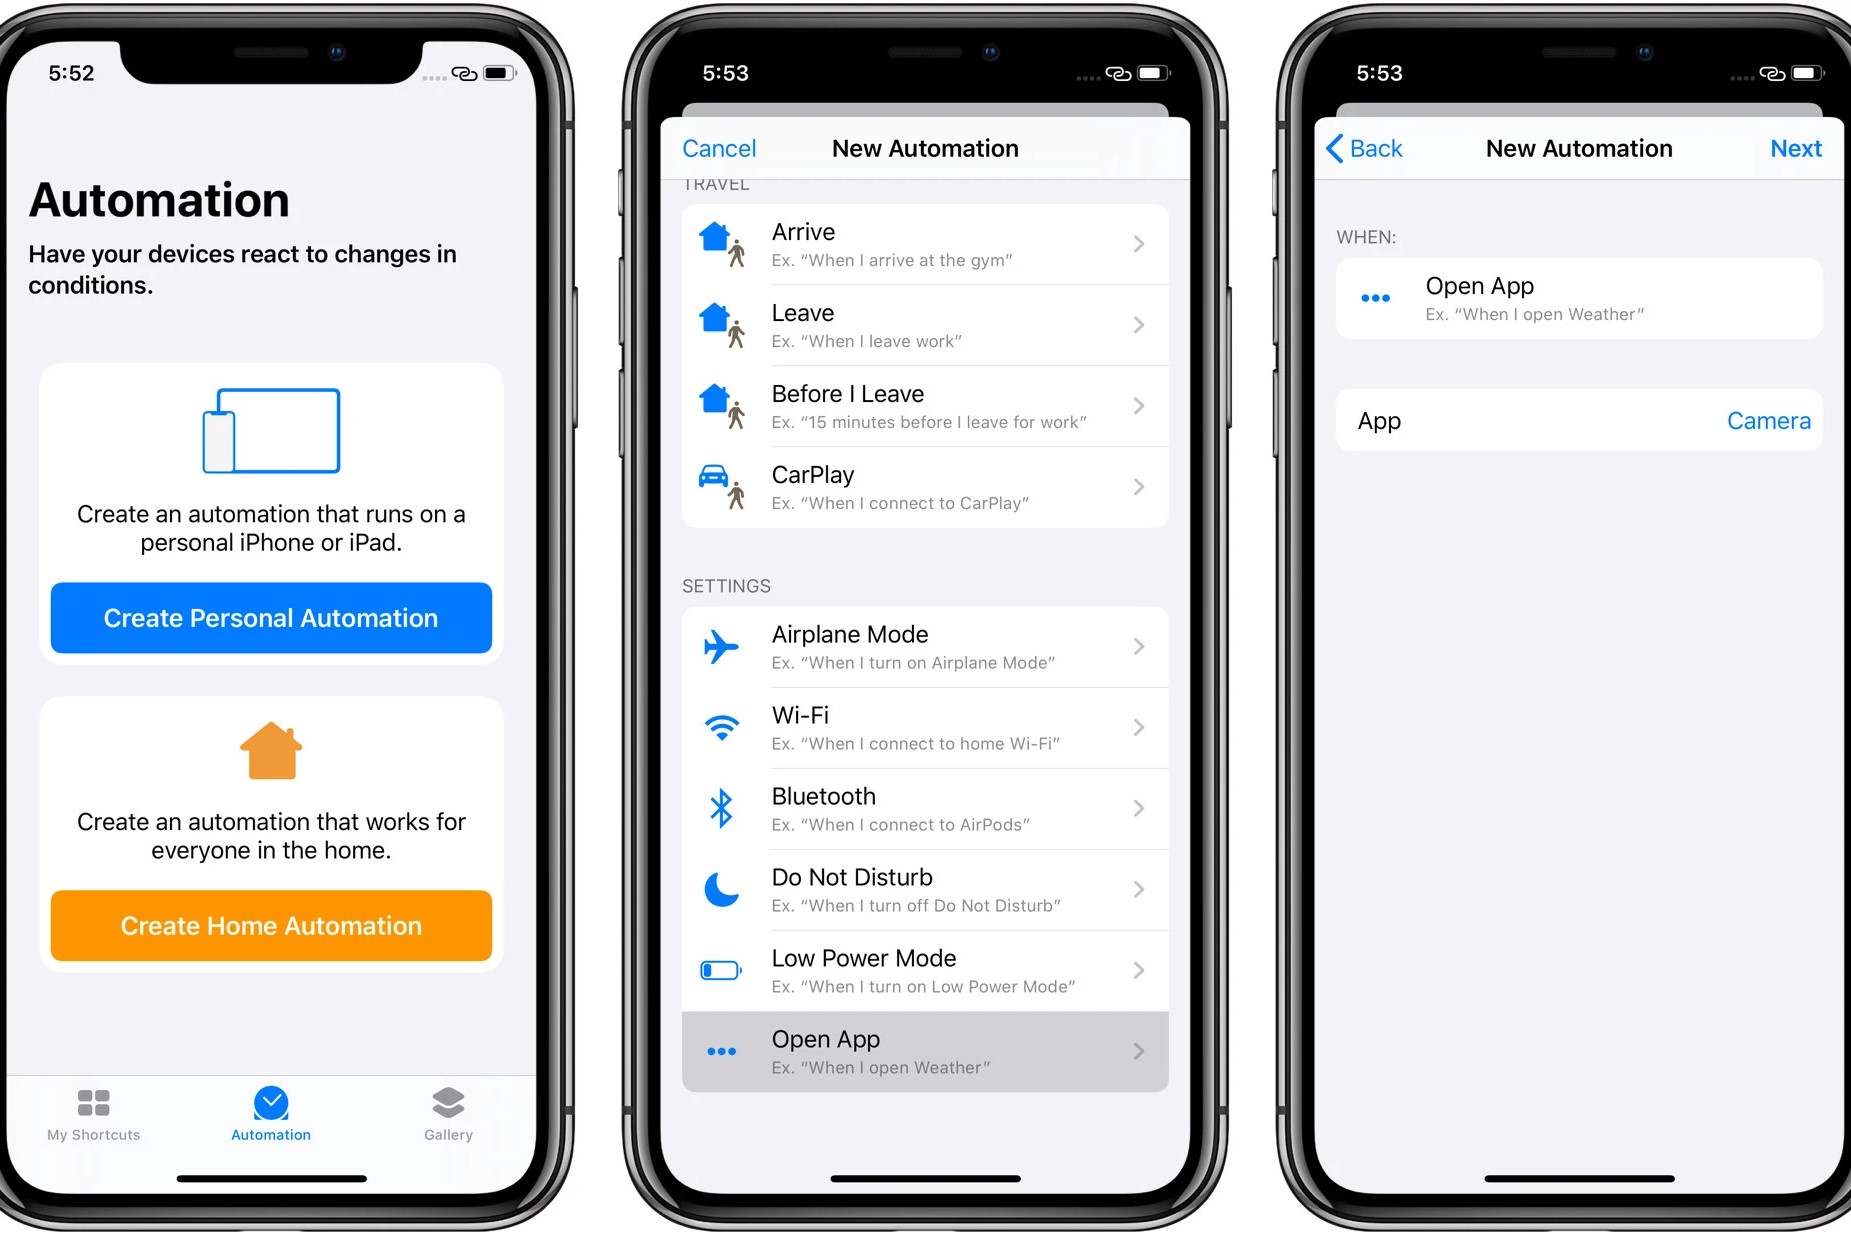 5:52
Automation
Have your devices react to changes in
conditions.
Create an automation that runs on a
personal iPhone or iPad.
Create Personal Automation
Create an automation that works for
everyone in the home.
Create Home Automation
My Shortcuts
Automation
Gallery
5:53
Cancel
New Automation
TRAVEL
Arrive
Ex. “When I arrive at the gym”
Leave
Ex. “When I leave work”
Before I Leave
Ex. “15 minutes before I leave for work”
CarPlay
Ex. “When I connect to CarPlay”
SETTINGS
Airplane Mode
Ex. “When I turn on Airplane Mode”
Wi-Fi
Ex. “When I connect to home Wi-Fi”
Bluetooth
Ex. “When I connect to AirPods”
Do Not Disturb
Ex. “When I turn off Do Not Disturb”
Low Power Mode
Ex. “When I turn on Low Power Mode”
Open App
Ex. “When I open Weather”
5:53
Back
New Automation
Next
WHEN:
Open App
Ex. “When I open Weather”
App
Camera